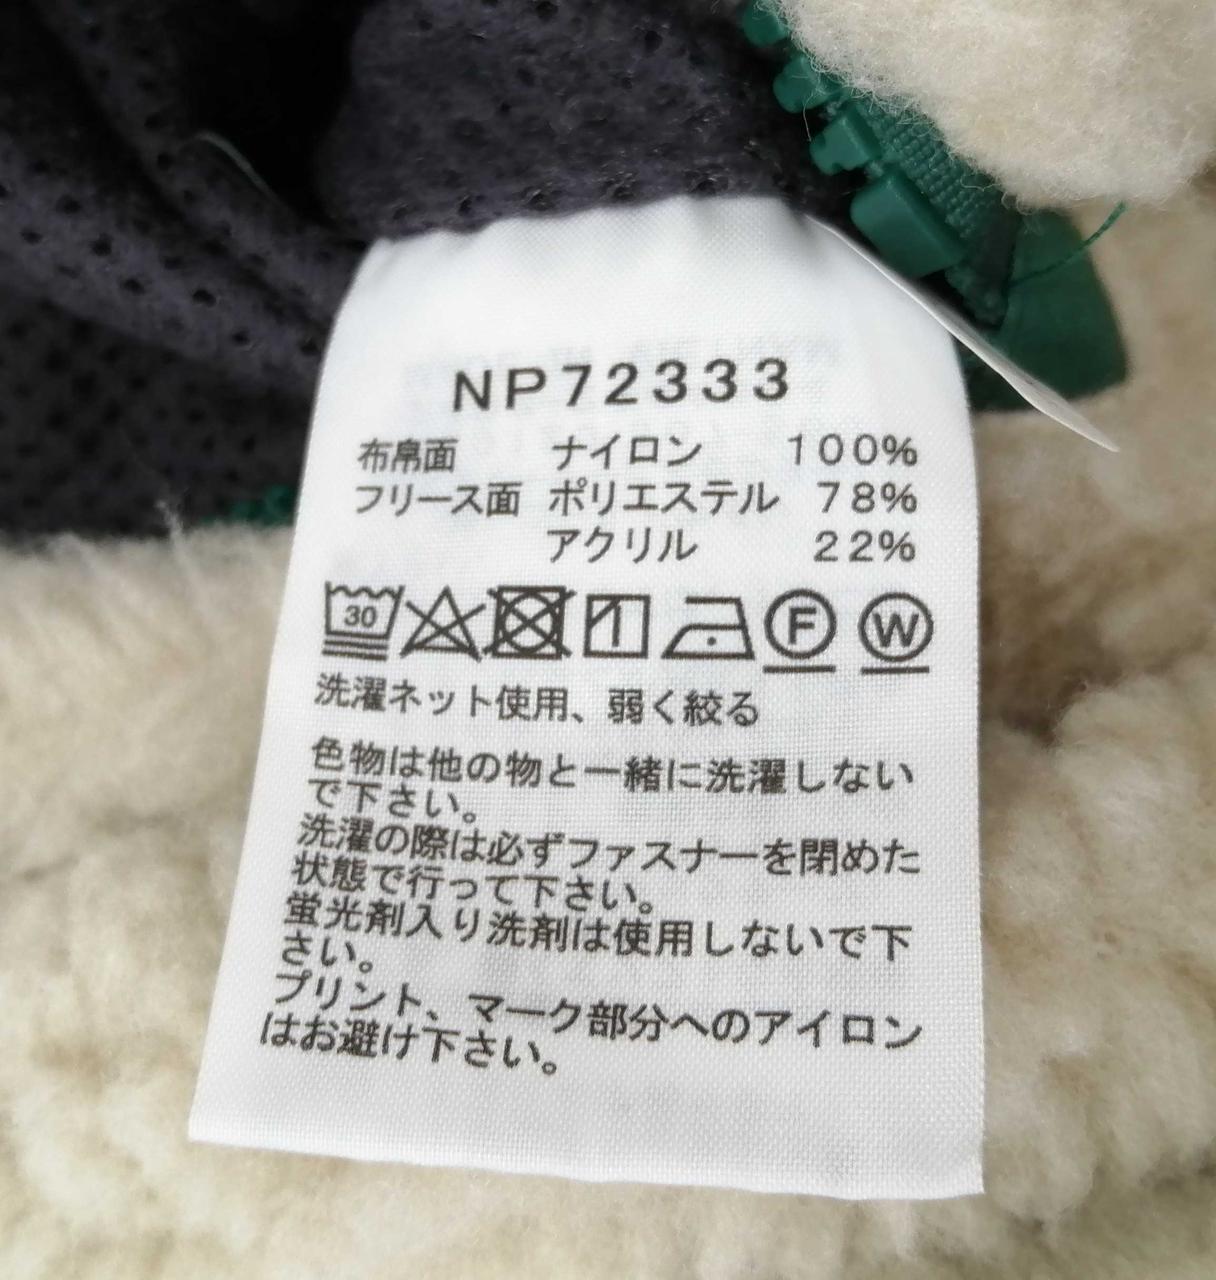 NP72333
布帛面 ナイロン 100%
フリース面 ポリエステル 78%
アクリル 22%
30 F W
洗濯ネット使用、弱く絞る
色物は他の物と一緒に洗濯しない
で下さい。
洗濯の際は必ずファスナーを閉めた
状態で行って下さい。
蛍光剤入り洗剤は使用しないで下
さい。
プリント、マーク部分へのアイロン
はお避け下さい。